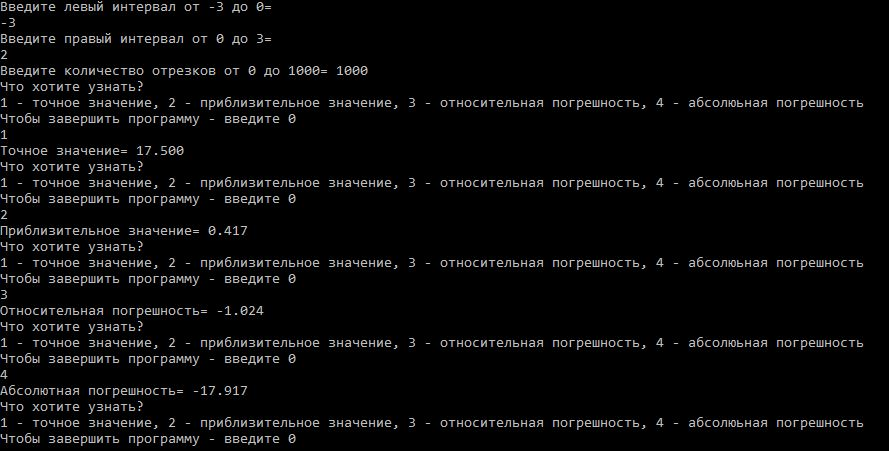 Введите левый интервал от -3 до 0=
-3
Введите правый интервал от 0 до 3=
2
Введите количество отрезков от 0 до 1000= 1000
Что хотите узнать?
1 - точное значение, 2 - приблизительное значение, 3 - относительная погрешность, 4 - абсолюьная погрешность
Чтобы завершить программу - введите 0
1
Точное значение= 17.500
Что хотите узнать?
1 - точное значение, 2 - приблизительное значение, 3 - относительная погрешность, 4 - абсолюьная погрешность
Чтобы завершить программу - введите 0
2
Приблизительное значение= 0.417
Что хотите узнать?
1 - точное значение, 2 - приблизительное значение, 3 - относительная погрешность, 4 - абсолюьная погрешность
Чтобы завершить программу - введите 0
3
Относительная погрешность= -1.024
Что хотите узнать?
1 - точное значение, 2 - приблизительное значение, 3 - относительная погрешность, 4 - абсолюьная погрешность
Чтобы завершить программу - введите 0
4
Абсолютная погрешность= -17.917
Что хотите узнать?
1 - точное значение, 2 - приблизительное значение, 3 - относительная погрешность, 4 - абсолюьная погрешность
Чтобы завершить программу - введите 0